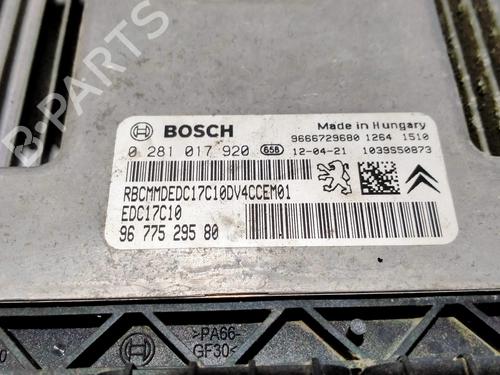 B-PARTS
BOSCH
Made in Hungary
9666729680 1264 1510
0 281 017 920 658
12-04-21 1039S50873
RBCMMDEDC17C10DV4CCEM01
EDC17C10
96 775 295 80
>PA66-
GF30<